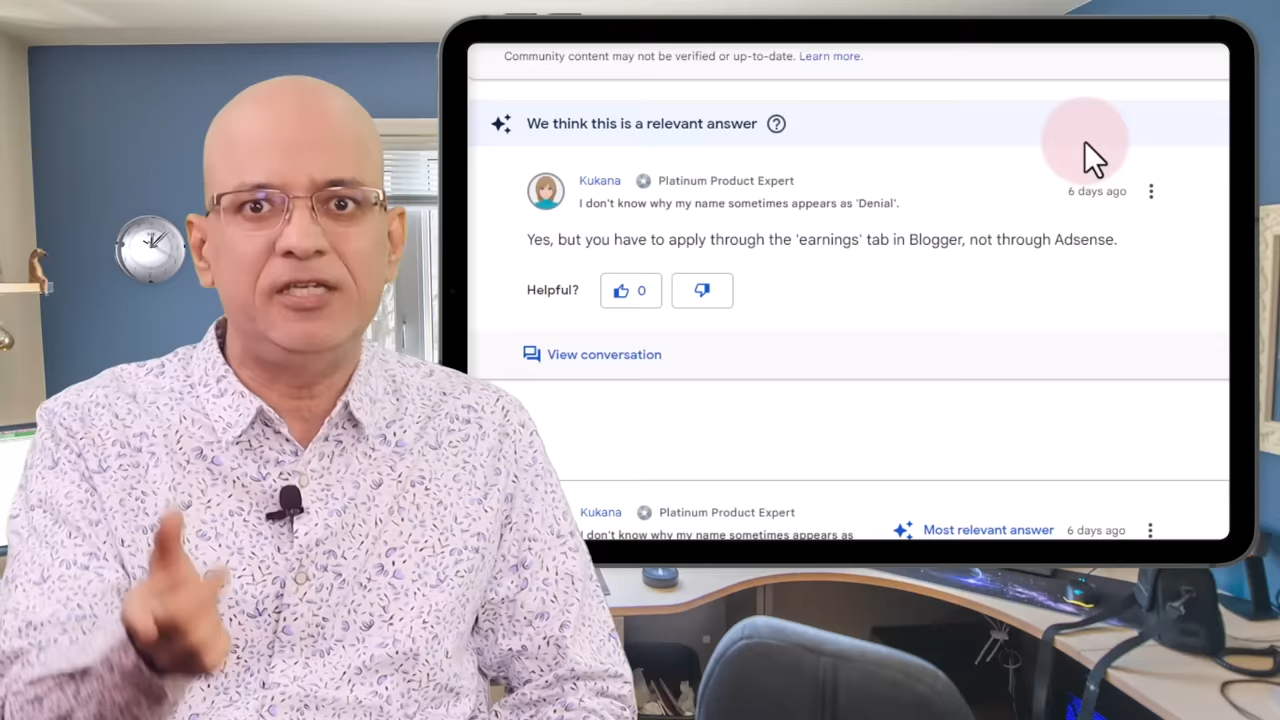 Community content may not be verified or up-to-date. Learn more.
We think this is a relevant answer
Kukana Platinum Product Expert
I don't know why my name sometimes appears as 'Denial'.
6 days ago
Yes, but you have to apply through the 'earnings' tab in Blogger, not through Adsense.
Helpful? 0
View conversation
Kukana Platinum Product Expert
I don't know why my name sometimes appears as
Most relevant answer 6 days ago